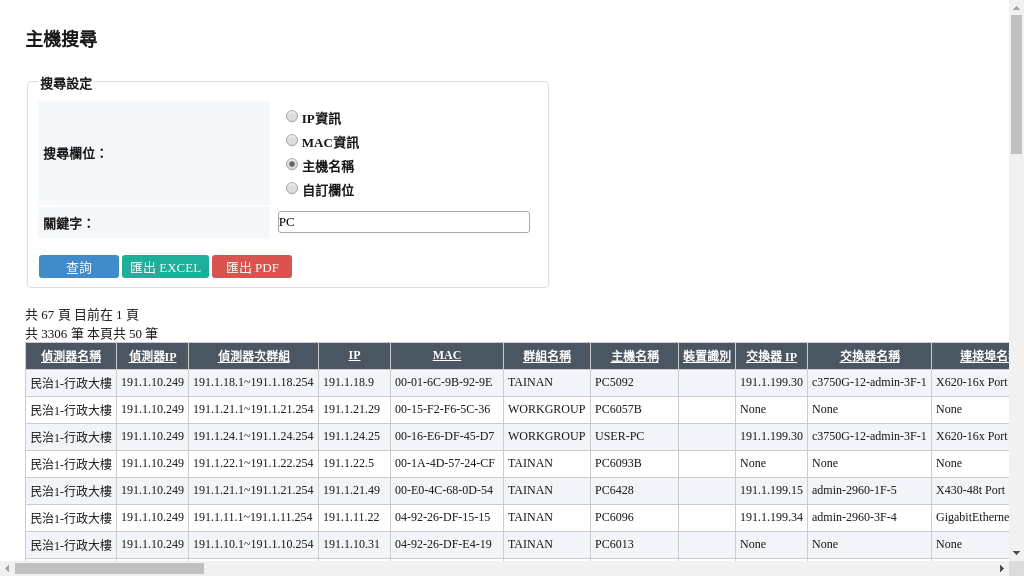 主機搜尋
搜尋設定
搜尋欄位：
IP資訊
MAC資訊
主機名稱
自訂欄位
關鍵字：
PC
查詢 匯出 EXCEL 匯出 PDF
共 67 頁 目前在 1 頁
共 3306 筆 本頁共 50 筆
偵測器名稱 偵測器IP 偵測器次群組 IP MAC 群組名稱 主機名稱 裝置識別 交換器 IP 交換器名稱 連接埠名
民治1-行政大樓 191.1.10.249 191.1.18.1~191.1.18.254 191.1.18.9 00-01-6C-9B-92-9E TAINAN PC5092 191.1.199.30 c3750G-12-admin-3F-1 X620-16x Port
民治1-行政大樓 191.1.10.249 191.1.21.1~191.1.21.254 191.1.21.29 00-15-F2-F6-5C-36 WORKGROUP PC6057B None None None
民治1-行政大樓 191.1.10.249 191.1.24.1~191.1.24.254 191.1.24.25 00-16-E6-DF-45-D7 WORKGROUP USER-PC 191.1.199.30 c3750G-12-admin-3F-1 X620-16x Port
民治1-行政大樓 191.1.10.249 191.1.22.1~191.1.22.254 191.1.22.5 00-1A-4D-57-24-CF TAINAN PC6093B None None None
民治1-行政大樓 191.1.10.249 191.1.21.1~191.1.21.254 191.1.21.49 00-E0-4C-68-0D-54 TAINAN PC6428 191.1.199.15 admin-2960-1F-5 X430-48t Port
民治1-行政大樓 191.1.10.249 191.1.11.1~191.1.11.254 191.1.11.22 04-92-26-DF-15-15 TAINAN PC6096 191.1.199.34 admin-2960-3F-4 GigabitEtherne
民治1-行政大樓 191.1.10.249 191.1.10.1~191.1.10.254 191.1.10.31 04-92-26-DF-E4-19 TAINAN PC6013 None None None